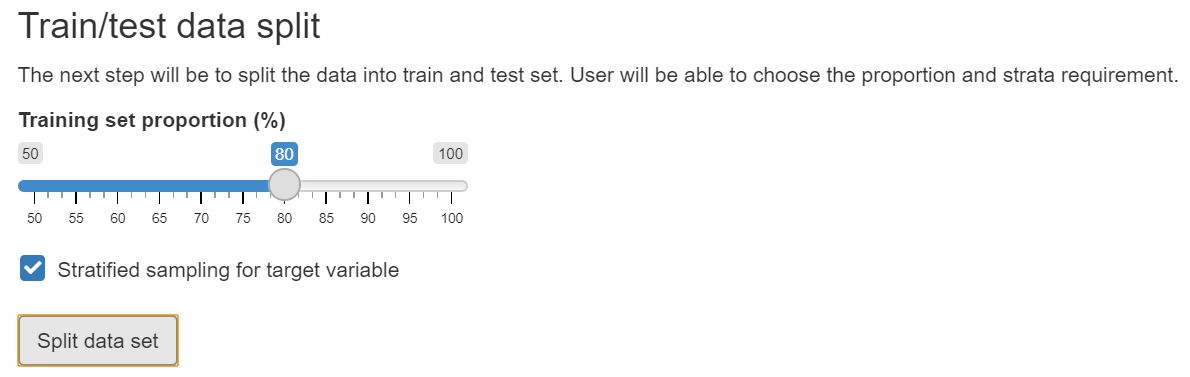 Train/test data split
The next step will be to split the data into train and test set. User will be able to choose the proportion and strata requirement.
Training set proportion (%)
50 80 100
50 55 60 65 70 75 80 85 90 95 100
Stratified sampling for target variable
Split data set